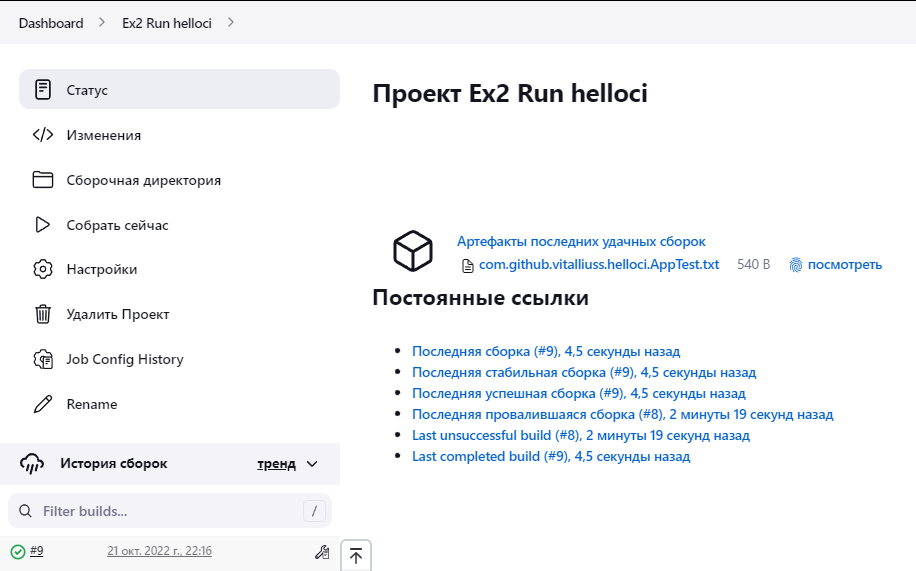 Dashboard > Ex2 Run helloci >
Статус
Изменения
Сборочная директория
Собрать сейчас
Настройки
Удалить Проект
Job Config History
Rename
История сборок тренд
Filter builds... /
#9 21 окт. 2022 г., 22:16
Проект Ex2 Run helloci
Артефакты последних удачных сборок
com.github.vitalliuss.helloci.AppTest.txt 540 B посмотреть
Постоянные ссылки
Последняя сборка (#9), 4,5 секунды назад
Последняя стабильная сборка (#9), 4,5 секунды назад
Последняя успешная сборка (#9), 4,5 секунды назад
Последняя провалившаяся сборка (#8), 2 минуты 19 секунд назад
Last unsuccessful build (#8), 2 минуты 19 секунд назад
Last completed build (#9), 4,5 секунды назад